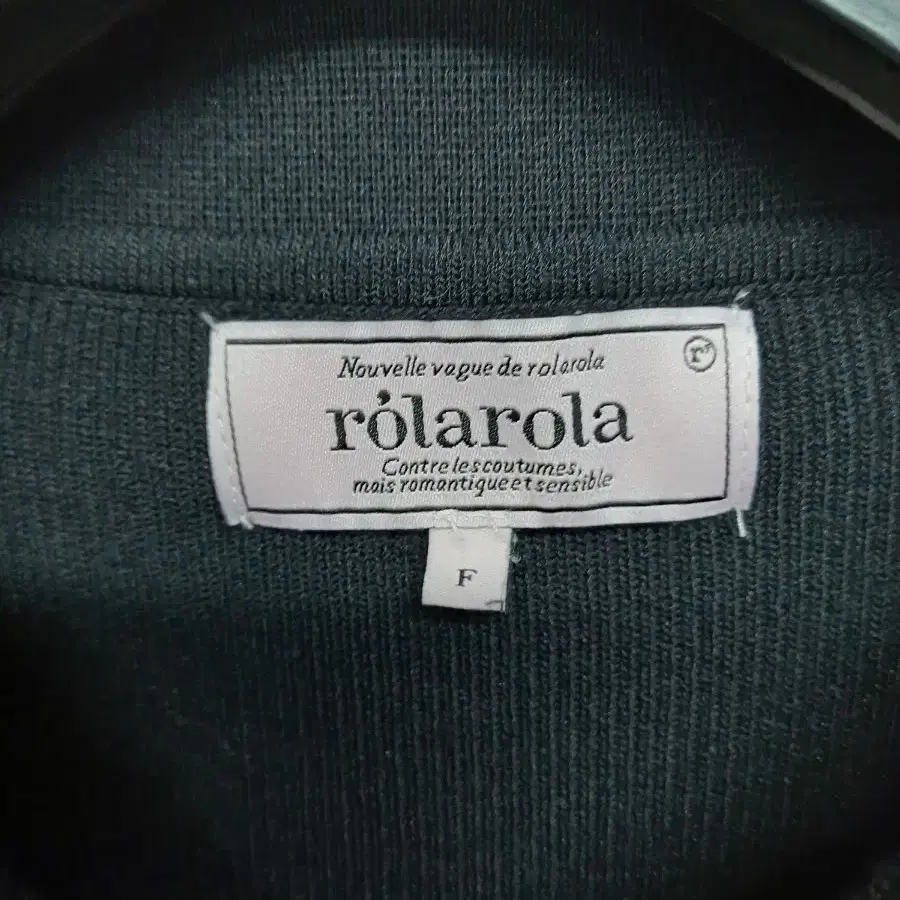 Nouvelle vague de rolarola
r
rólarola
Contre les coutumes,
mais romantique et sensible
F